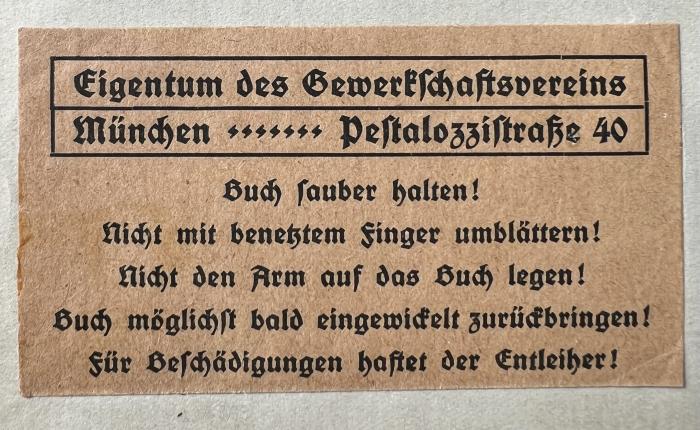 Eigentum des Gewerkschaftsvereins
München Pestalozzistraße 40
Buch sauber halten!
Nicht mit benetztem Finger umblättern!
Nicht den Arm auf das Buch legen!
Buch möglichst bald eingewickelt zurückbringen!
Für Beschädigungen haftet der Entleiher!